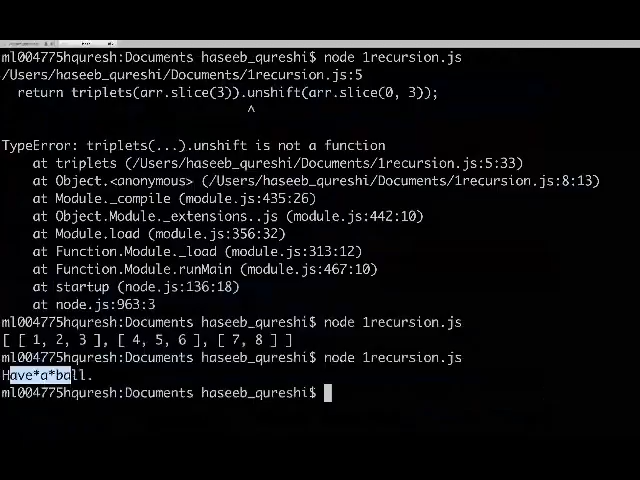 ml004775hquresh:Documents haseeb_qureshi$ node 1recursion.js
/Users/haseeb_qureshi/Documents/1recursion.js:5
  return triplets(arr.slice(3)).unshift(arr.slice(0, 3));
^
TypeError: triplets(...).unshift is not a function
    at triplets (/Users/haseeb_qureshi/Documents/1recursion.js:5:33)
    at Object.<anonymous> (/Users/haseeb_qureshi/Documents/1recursion.js:8:13)
    at Module._compile (module.js:435:26)
    at Object.Module._extensions..js (module.js:442:10)
    at Module.load (module.js:356:32)
    at Function.Module._load (module.js:313:12)
    at Function.Module.runMain (module.js:467:10)
    at startup (node.js:136:18)
    at node.js:963:3
ml004775hquresh:Documents haseeb_qureshi$ node 1recursion.js
[ [ 1, 2, 3 ], [ 4, 5, 6 ], [ 7, 8 ] ]
ml004775hquresh:Documents haseeb_qureshi$ node 1recursion.js
Have*a*ball.
ml004775hquresh:Documents haseeb_qureshi$